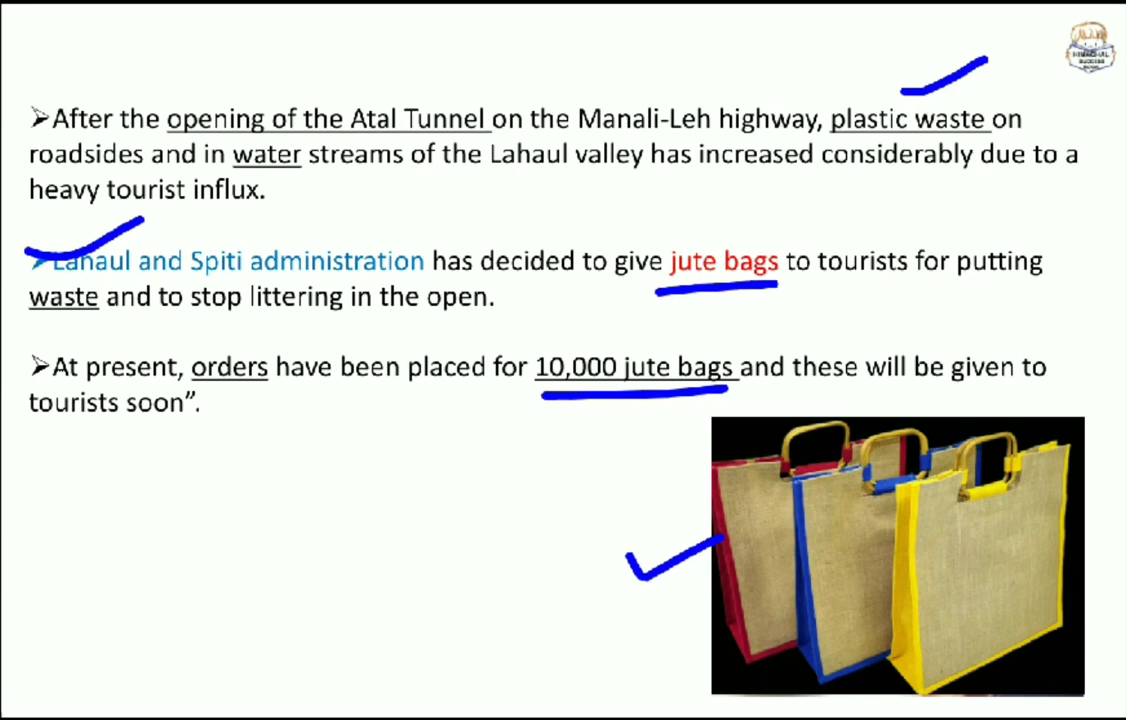 ➢After the opening of the Atal Tunnel on the Manali-Leh highway, plastic waste on
roadsides and in water streams of the Lahaul valley has increased considerably due to a
heavy tourist influx.
➢Lahaul and Spiti administration has decided to give jute bags to tourists for putting
waste and to stop littering in the open.
➢At present, orders have been placed for 10,000 jute bags and these will be given to
tourists soon”.
HIMACHAL
SUCCESS